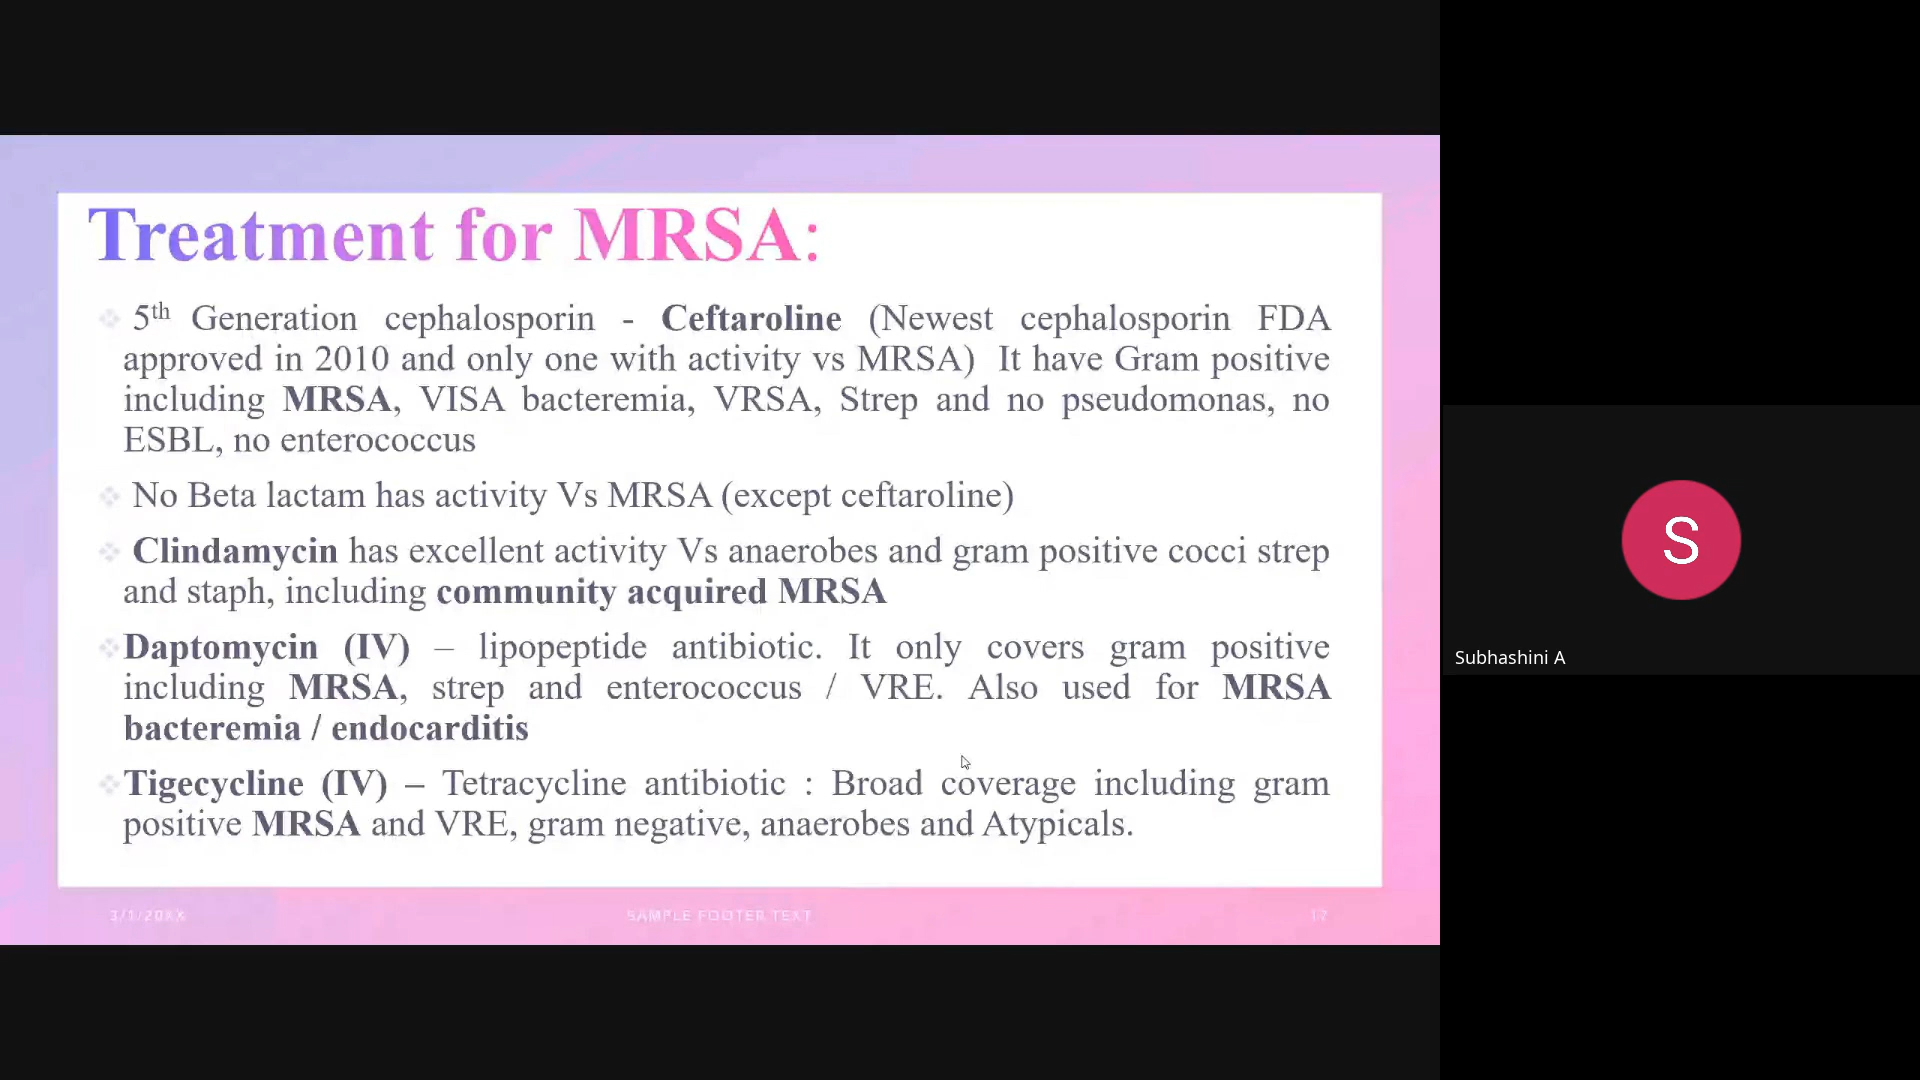 Treatment for MRSA:
5th Generation cephalosporin - Ceftaroline (Newest cephalosporin FDA
approved in 2010 and only one with activity vs MRSA) It have Gram positive
including MRSA, VISA bacteremia, VRSA, Strep and no pseudomonas, no
ESBL, no enterococcus
No Beta lactam has activity Vs MRSA (except ceftaroline)
Clindamycin has excellent activity Vs anaerobes and gram positive cocci strep
and staph, including community acquired MRSA
Daptomycin (IV) – lipopeptide antibiotic. It only covers gram positive
including MRSA, strep and enterococcus / VRE. Also used for MRSA
bacteremia / endocarditis
Tigecycline (IV) – Tetracycline antibiotic : Broad coverage including gram
positive MRSA and VRE, gram negative, anaerobes and Atypicals.
3/1/20XX
SAMPLE FOOTER TEXT
17
S
Subhashini A